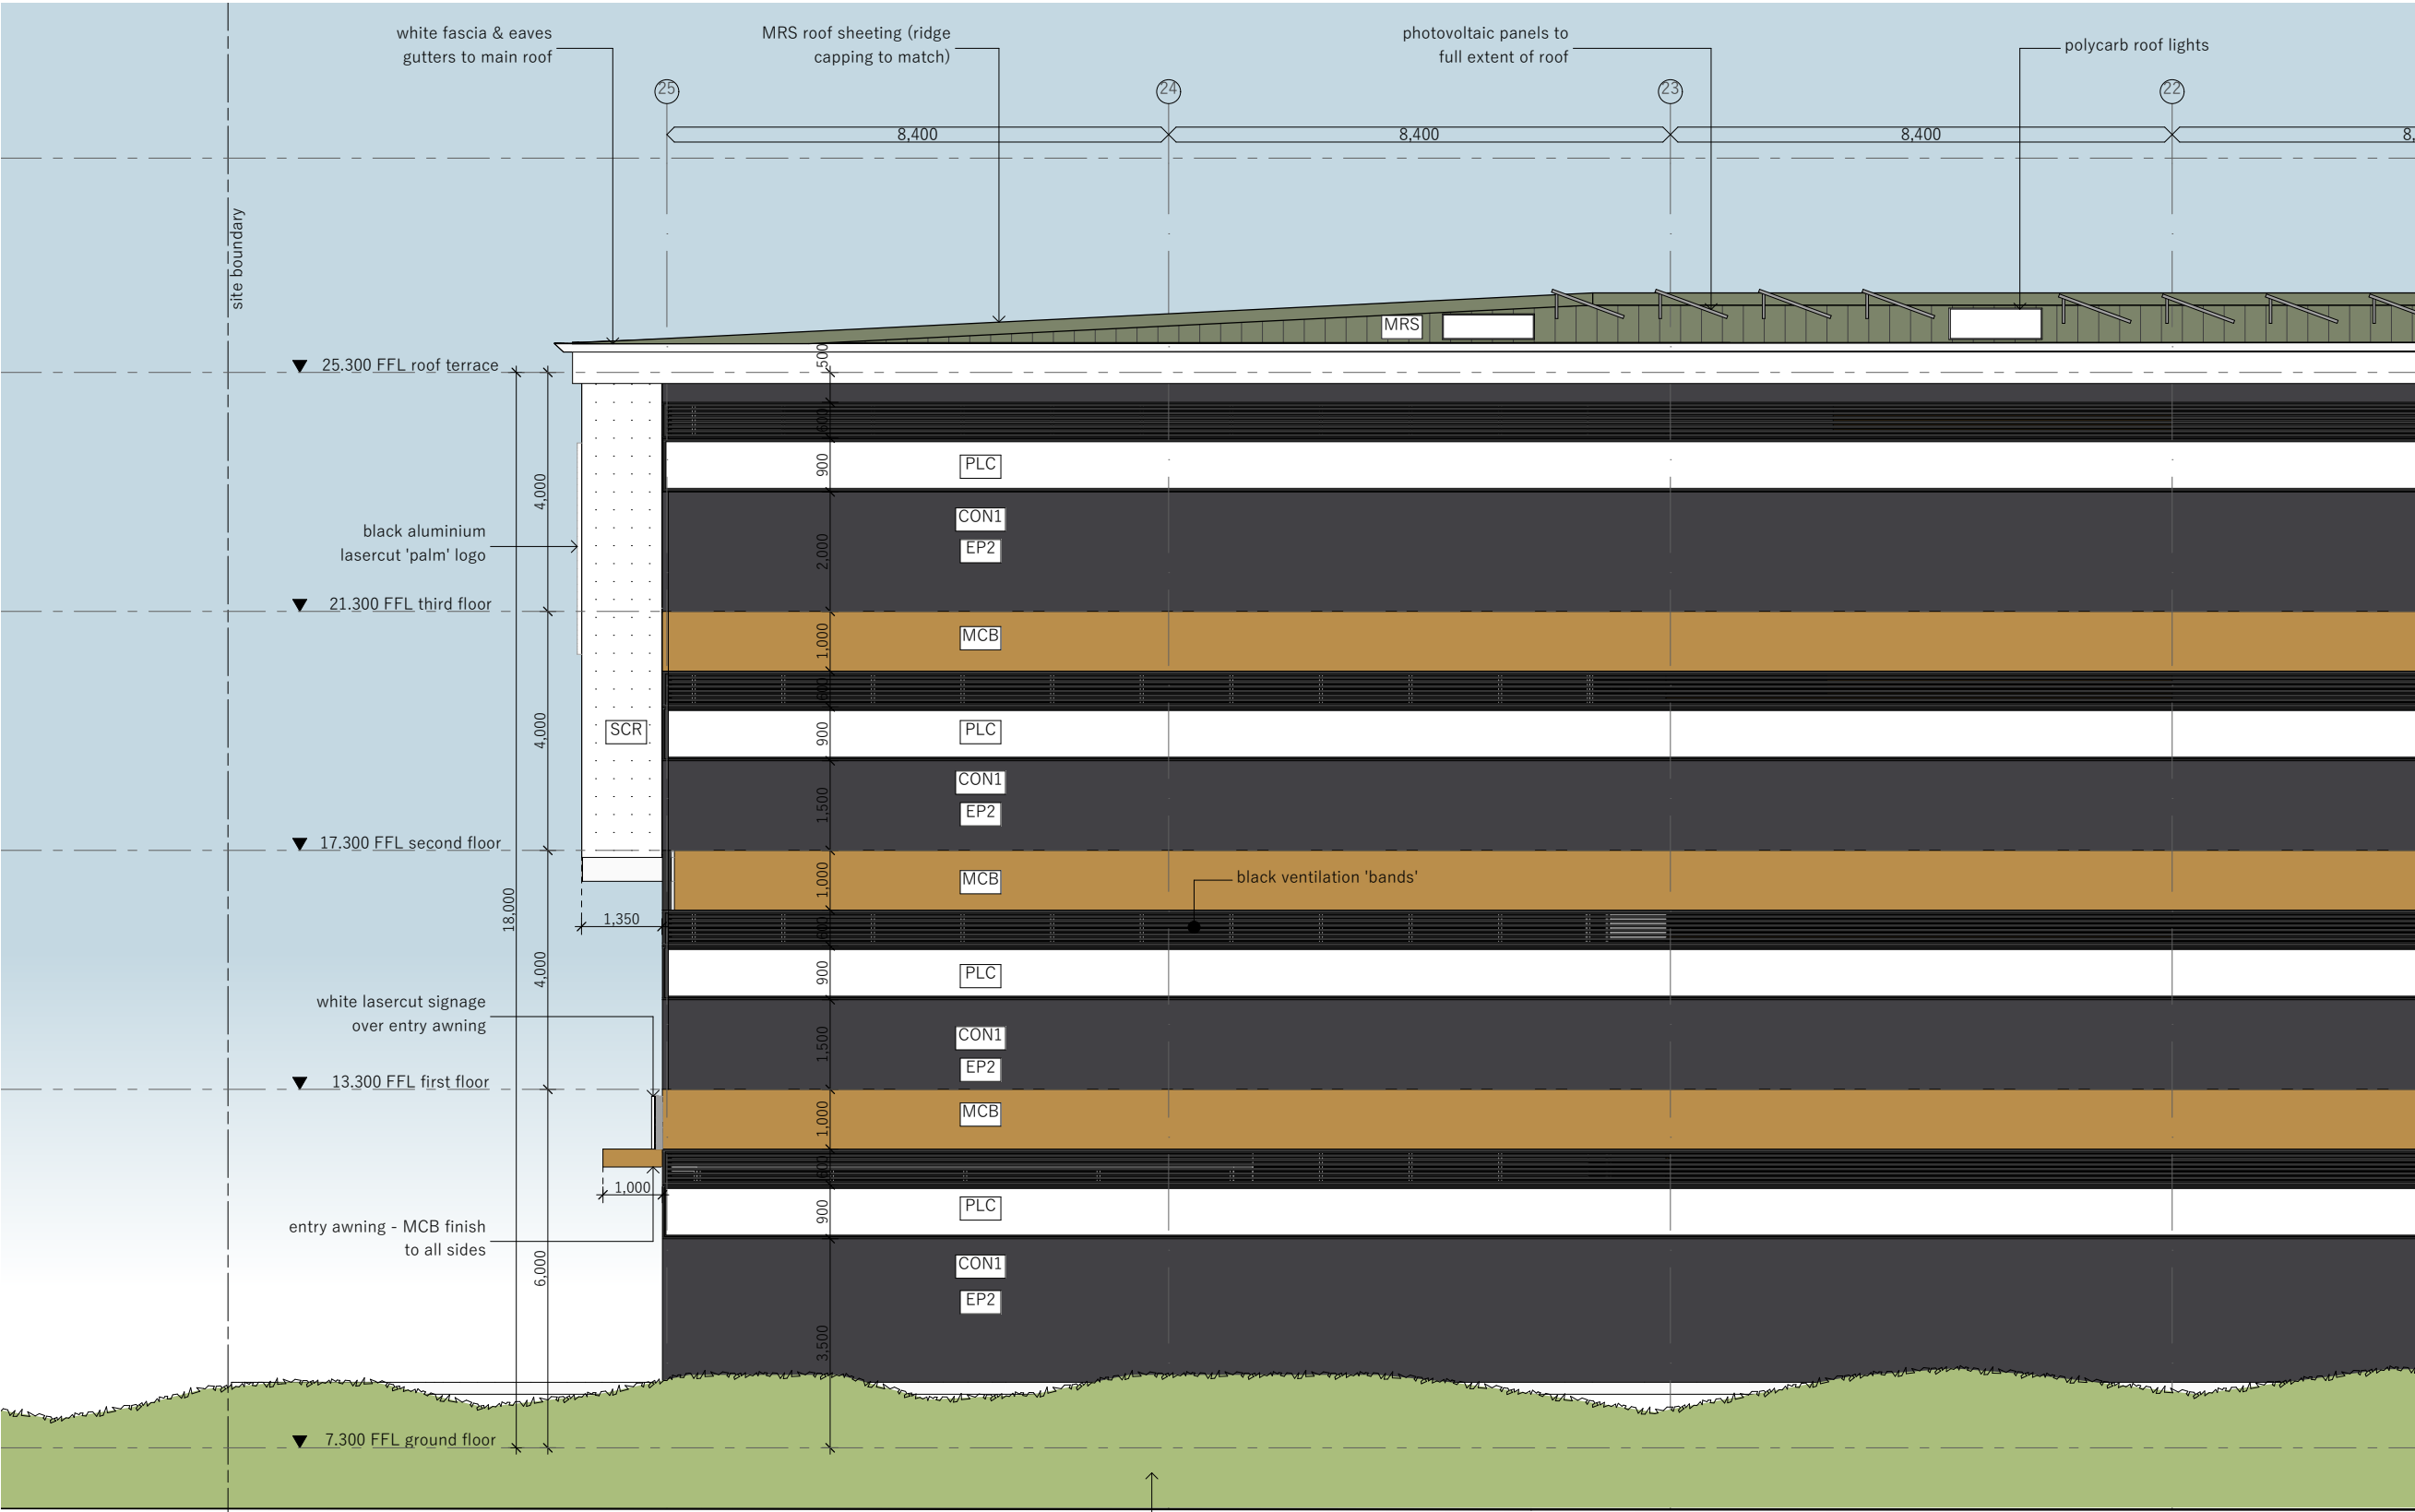 white fascia & eaves
gutters to main roof
MRS roof sheeting (ridge
capping to match)
photovoltaic panels to
full extent of roof
polycarb roof lights
25
24
23
22
8,400
8,400
8,400
8,
site boundary
MRS
500
25.300 FFL roof terrace
600
900
PLC
4,000
CON1
black aluminium
lasercut 'palm' logo
EP2
2,000
21.300 FFL third floor
1,000
MCB
600
SCR
4,000
900
PLC
CON1
1,500
EP2
17.300 FFL second floor
1,000
MCB
black ventilation 'bands'
18,000
1,350
600
4,000
900
PLC
white lasercut signage
over entry awning
CON1
1,500
EP2
13.300 FFL first floor
1,000
MCB
600
1,000
900
PLC
entry awning - MCB finish
to all sides
6,000
CON1
EP2
3,500
7.300 FFL ground floor